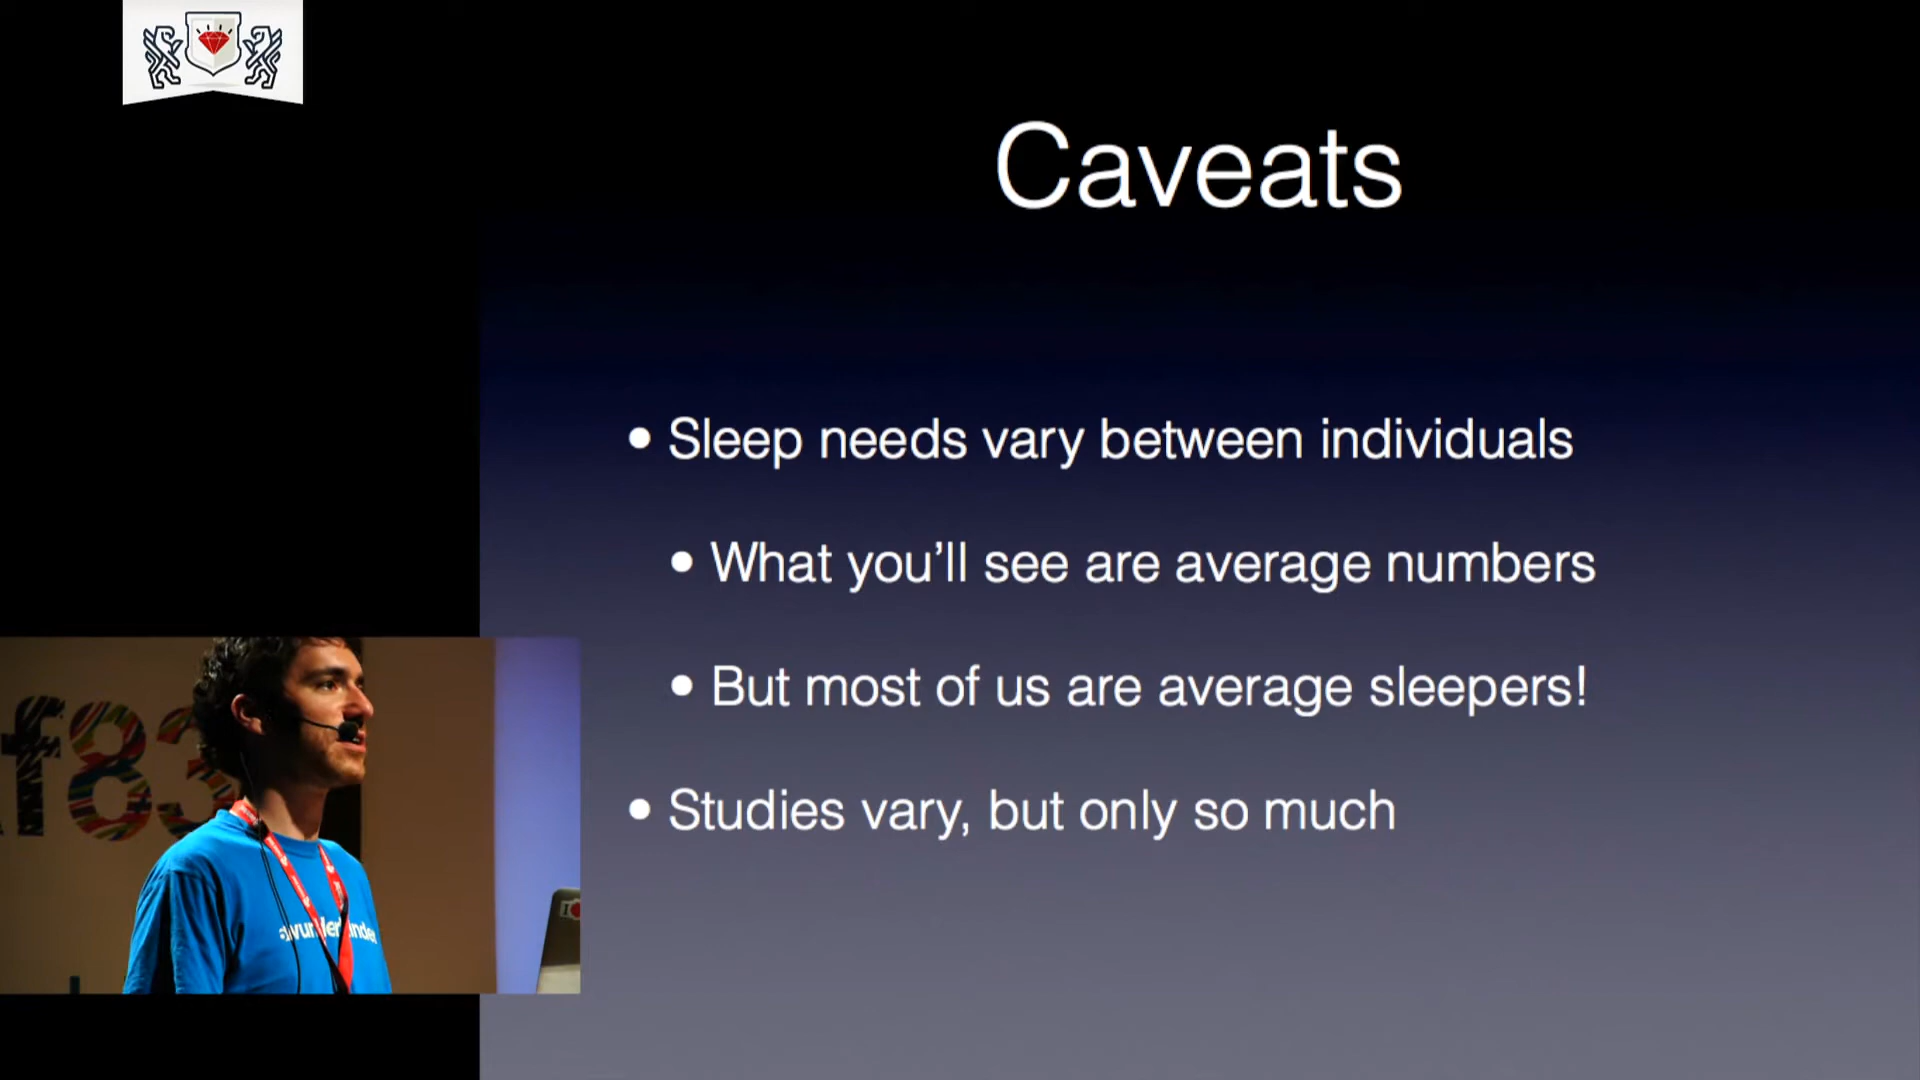 Caveats
• Sleep needs vary between individuals
• What you’ll see are average numbers
• But most of us are average sleepers!
• Studies vary, but only so much
f83